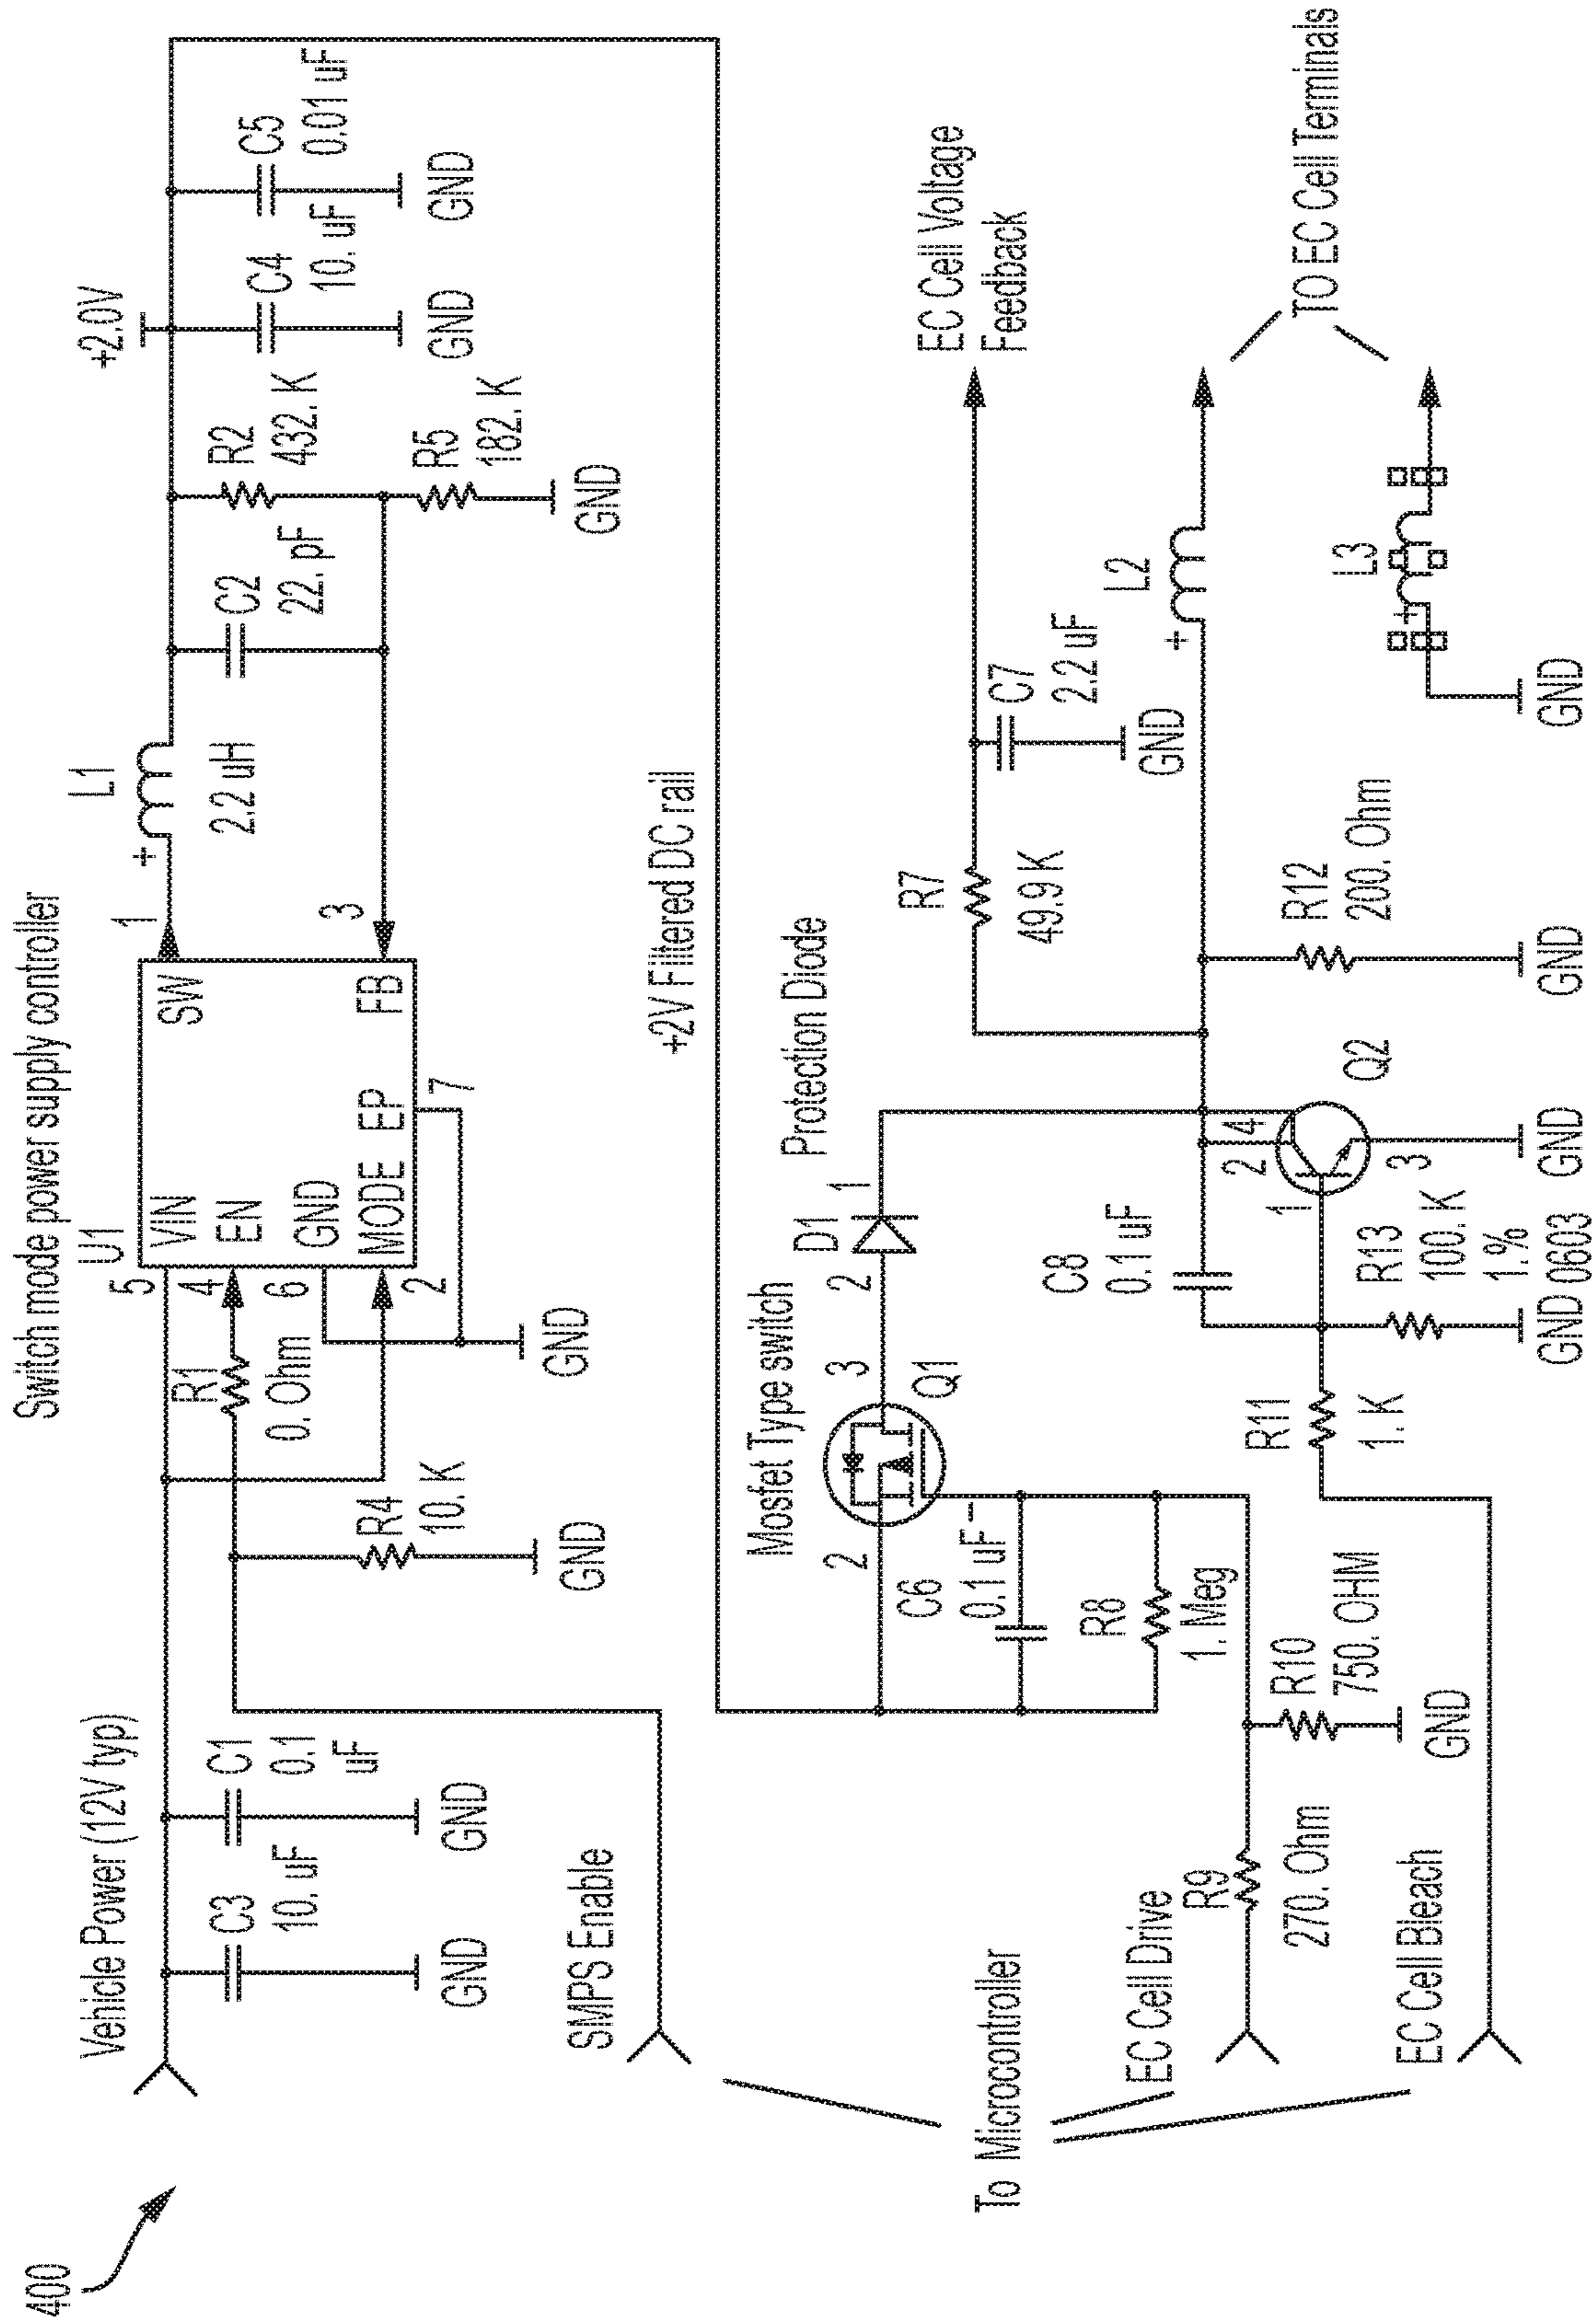 400
Vehicle Power (12V typ)
C3
10. uF
GND
C1
0.1
uF
GND
SMPS Enable
R4
10. K
GND
R1
0. Ohm
Switch mode power supply controller
U1
5
4
6
2
VIN
EN
GND
MODE
EP
7
SW
FB
1
3
GND
L1
+
2.2 uH
C2
22. pF
R2
432. K
R5
182. K
GND
+2.0V
C4
10. uF
GND
C5
0.01 uF
GND
+2V Filtered DC rail
To Microcontroller
EC Cell Drive
R9
270. Ohm
R10
750. OHM
GND
EC Cell Bleach
Mosfet Type switch
2
3
Q1
C6
0.1 uF
R8
1. Meg
Protection Diode
D1
2
1
C8
0.1 uF
R11
1. K
R13
100. K
1.%
0603
GND
Q2
1
2
4
3
GND
R12
200. Ohm
GND
R7
49.9 K
C7
2.2 uF
GND
EC Cell Voltage
Feedback
L2
+
L3
+
GND
TO EC Cell Terminals